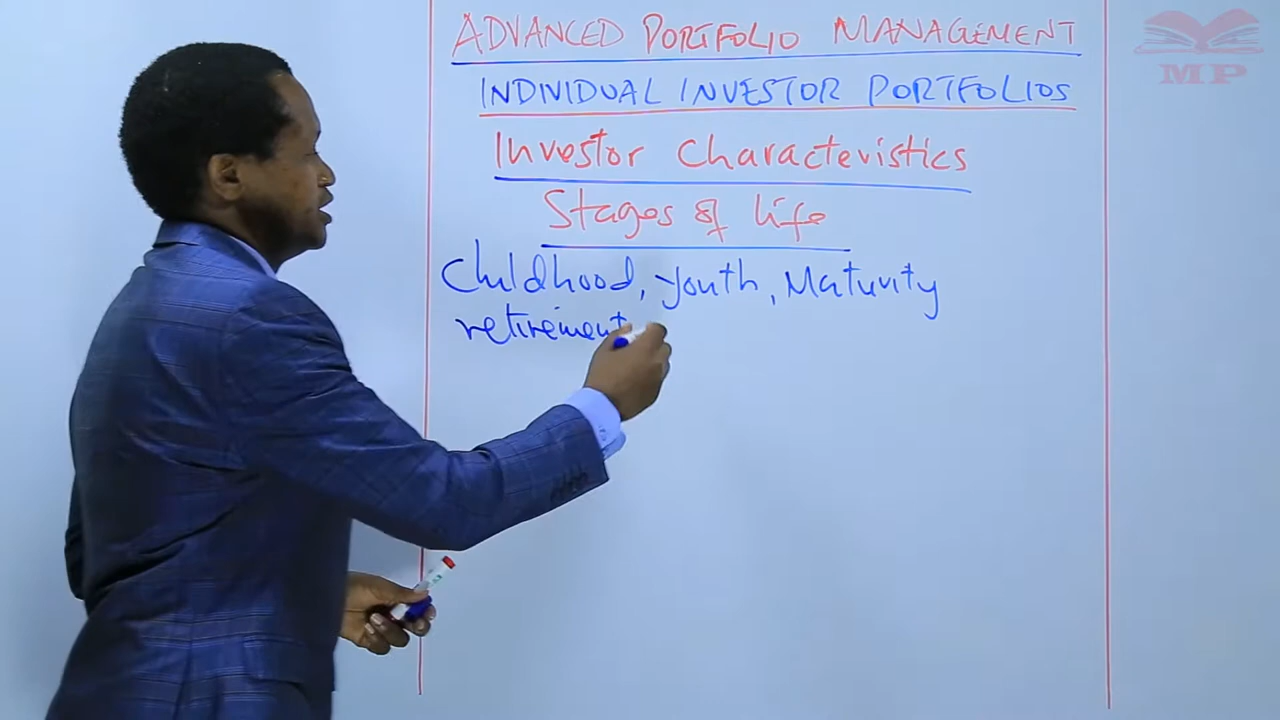 ADVANCED PORTFOLIO MANAGEMENT
INDIVIDUAL INVESTOR PORTFOLIOS
Investor Characteristics
Stages of life
Childhood, youth, Maturity
retirement
MP